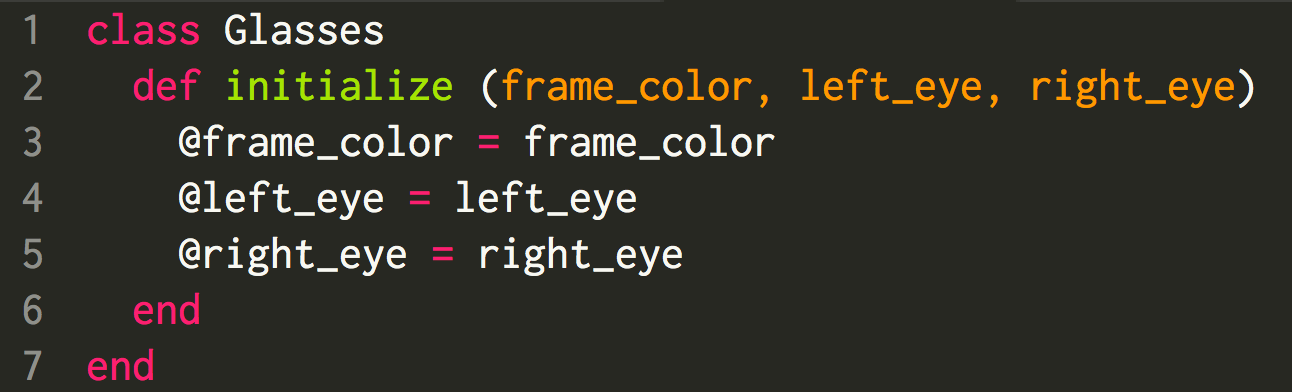 1 class Glasses
2   def initialize (frame_color, left_eye, right_eye)
3     @frame_color = frame_color
4     @left_eye = left_eye
5     @right_eye = right_eye
6   end
7 end